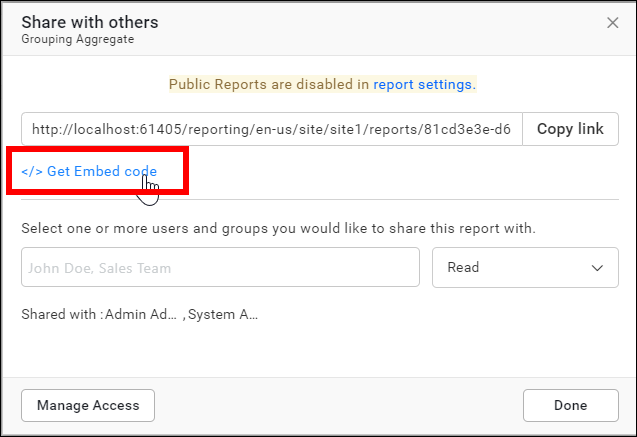 Share with others
Grouping Aggregate
Public Reports are disabled in report settings.
http://localhost:61405/reporting/en-us/site/site1/reports/81cd3e3e-d6 Copy link
</> Get Embed code
Select one or more users and groups you would like to share this report with.
John Doe, Sales Team Read
Shared with :Admin Ad... ,System A...
Manage Access Done